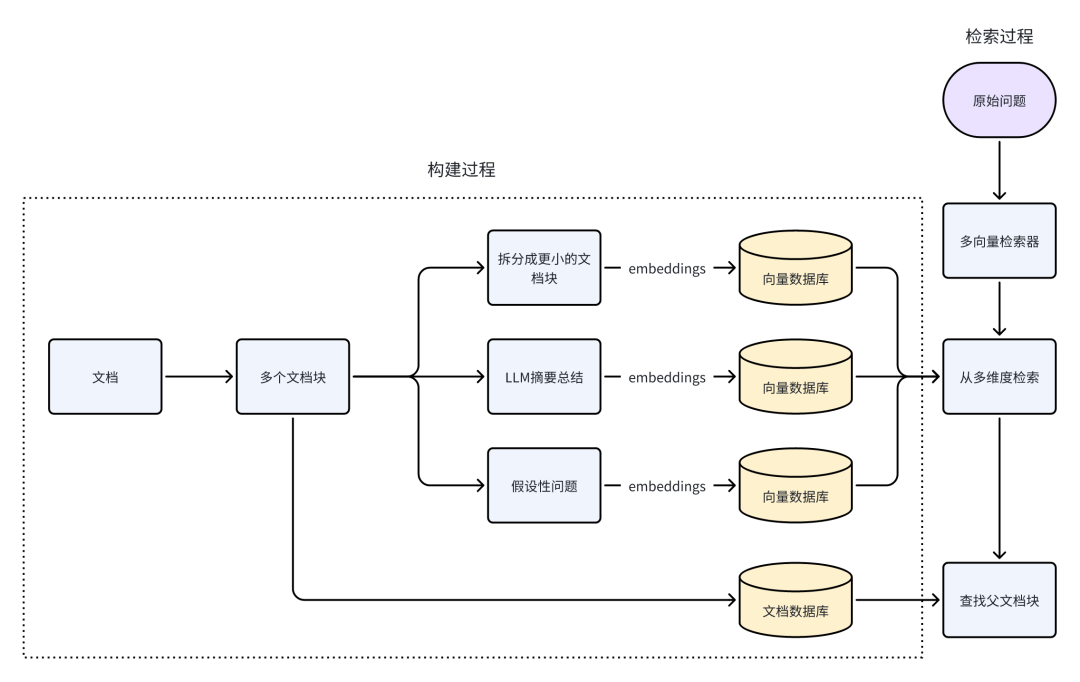 检索过程
原始问题
构建过程
多向量检索器
拆分成更小的文
档块
embeddings
向量数据库
文档
多个文档块
LLM摘要总结
embeddings
向量数据库
从多维度检索
假设性问题
embeddings
向量数据库
文档数据库
查找父文档块